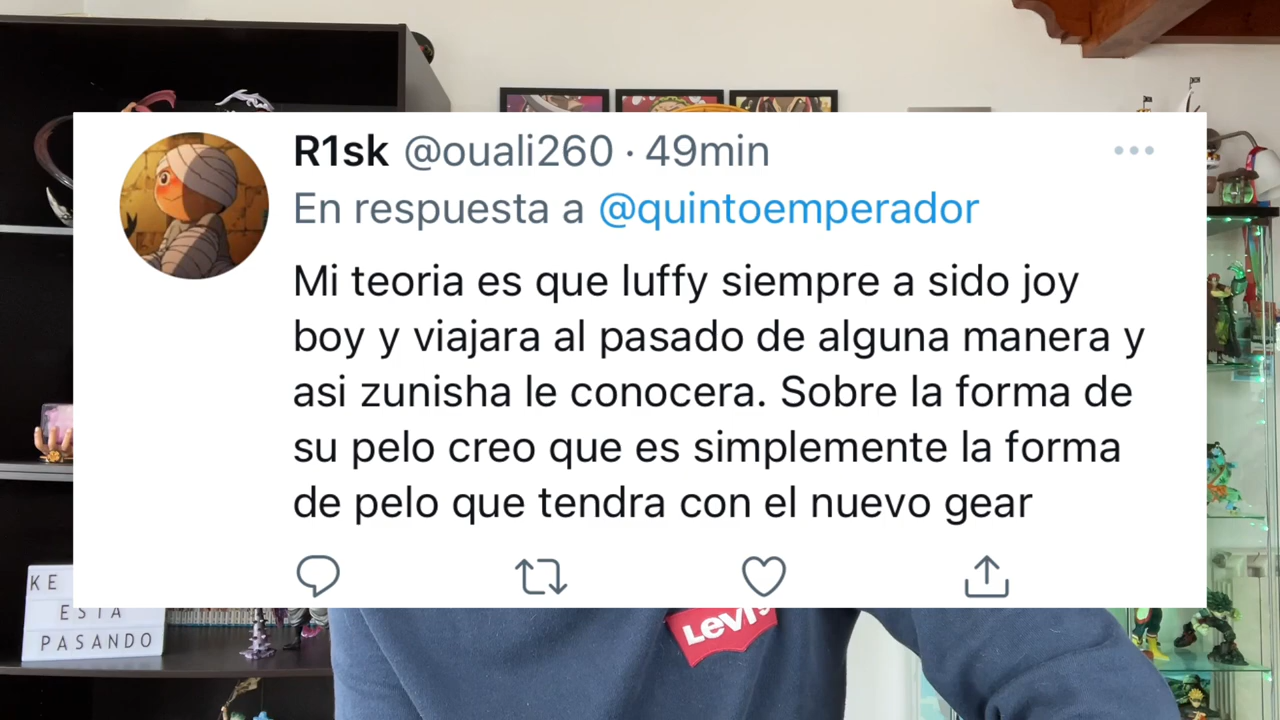 R1sk @ouali260 · 49min
En respuesta a @quintoemperador
Mi teoria es que luffy siempre a sido joy
boy y viajara al pasado de alguna manera y
asi zunisha le conocera. Sobre la forma de
su pelo creo que es simplemente la forma
de pelo que tendra con el nuevo gear
KE
ESTA
PASANDO
Levi's